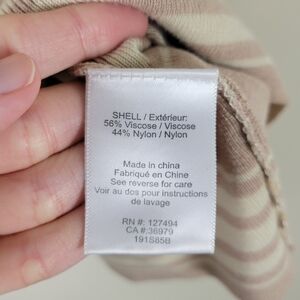 SHELL / Extérieur:
56% Viscose / Viscose
44% Nylon / Nylon
Made in china
Fabriqué en Chine
See reverse for care
Voir au dos pour instructions
de lavage
RN #: 127494
CA #:36979
191S85B